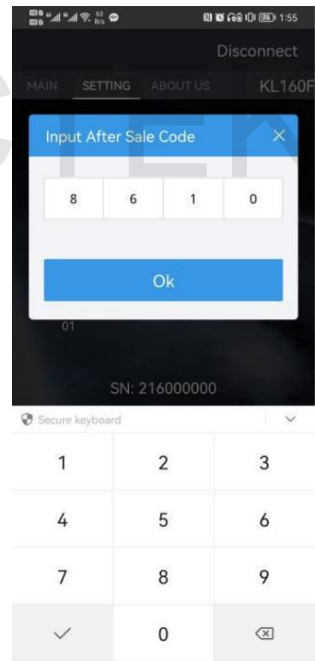 63 B/s 1:55
Disconnect
MAIN SETTING ABOUT US KL160F
Input After Sale Code ×
8 6 1 0
Ok
01
SN: 216000000
Secure keyboard
1 2 3
4 5 6
7 8 9
0